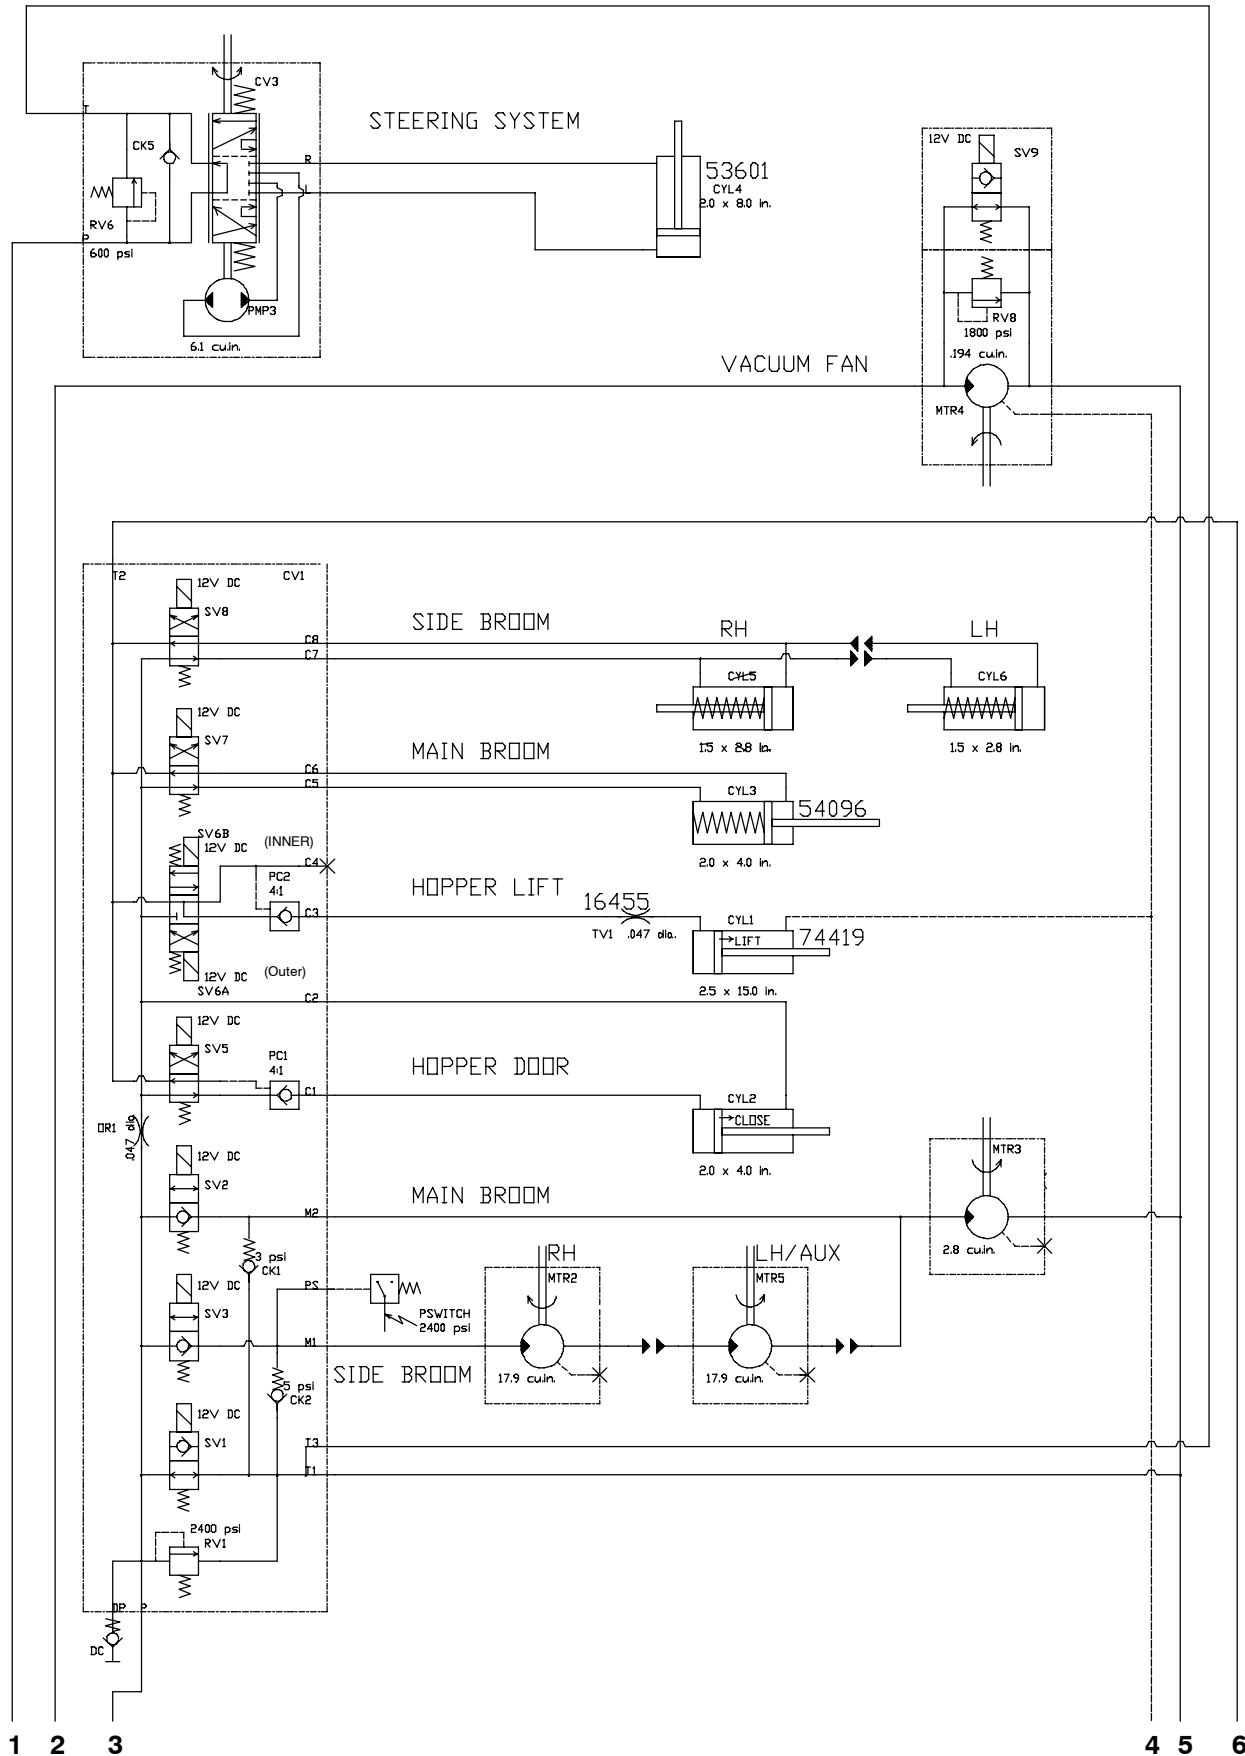 CV3
STEERING SYSTEM
T
CK5
R
L
53601
CYL4
2.0 x 8.0 in.
RV6
P
600 psi
PMP3
6.1 cu.in.
12V DC
SV9
RV8
1800 psi
.194 cu.in.
VACUUM FAN
MTR4
T2
12V DC
CV1
SV8
SIDE BROOM
RH
LH
C8
C7
CYL5
CYL6
1.5 x 2.8 in.
1.5 x 2.8 in.
12V DC
SV7
MAIN BROOM
C6
C5
CYL3
54096
2.0 x 4.0 in.
SV6B
12V DC
(INNER)
C4
PC2
4:1
HOPPER LIFT
16455
C3
TV1 .047 dia.
CYL1
LIFT
74419
2.5 x 15.0 in.
12V DC
(Outer)
SV6A
C2
12V DC
SV5
PC1
4:1
HOPPER DOOR
C1
CYL2
CLOSE
2.0 x 4.0 in.
OR1
.047 dia.
12V DC
SV2
MAIN BROOM
M2
MTR3
2.8 cu.in.
3 psi
CK1
12V DC
SV3
PS
PSWITCH
2400 psi
RH
MTR2
LH/AUX
MTR5
M1
SIDE BROOM
17.9 cu.in.
17.9 cu.in.
5 psi
CK2
12V DC
SV1
T3
T1
2400 psi
RV1
DP P
DC
1 2 3 4 5 6